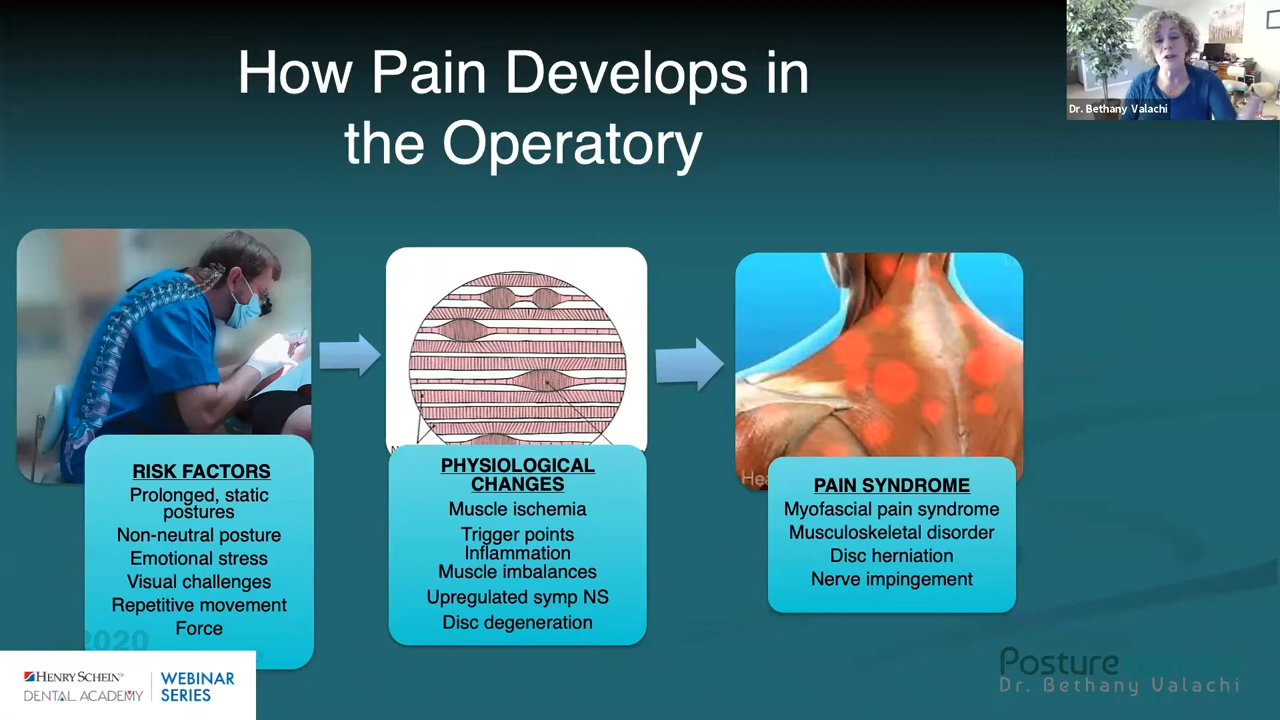 How Pain Develops in
the Operatory
Dr. Bethany Valachi
RISK FACTORS
Prolonged, static
postures
Non-neutral posture
Emotional stress
Visual challenges
Repetitive movement
Force
PHYSIOLOGICAL
CHANGES
Muscle ischemia
Trigger points
Inflammation
Muscle imbalances
Upregulated symp NS
Disc degeneration
PAIN SYNDROME
Myofascial pain syndrome
Musculoskeletal disorder
Disc herniation
Nerve impingement
2020
HENRY SCHEIN®
DENTAL ACADEMY
WEBINAR
SERIES
Posture
Dr. Bethany Valachi